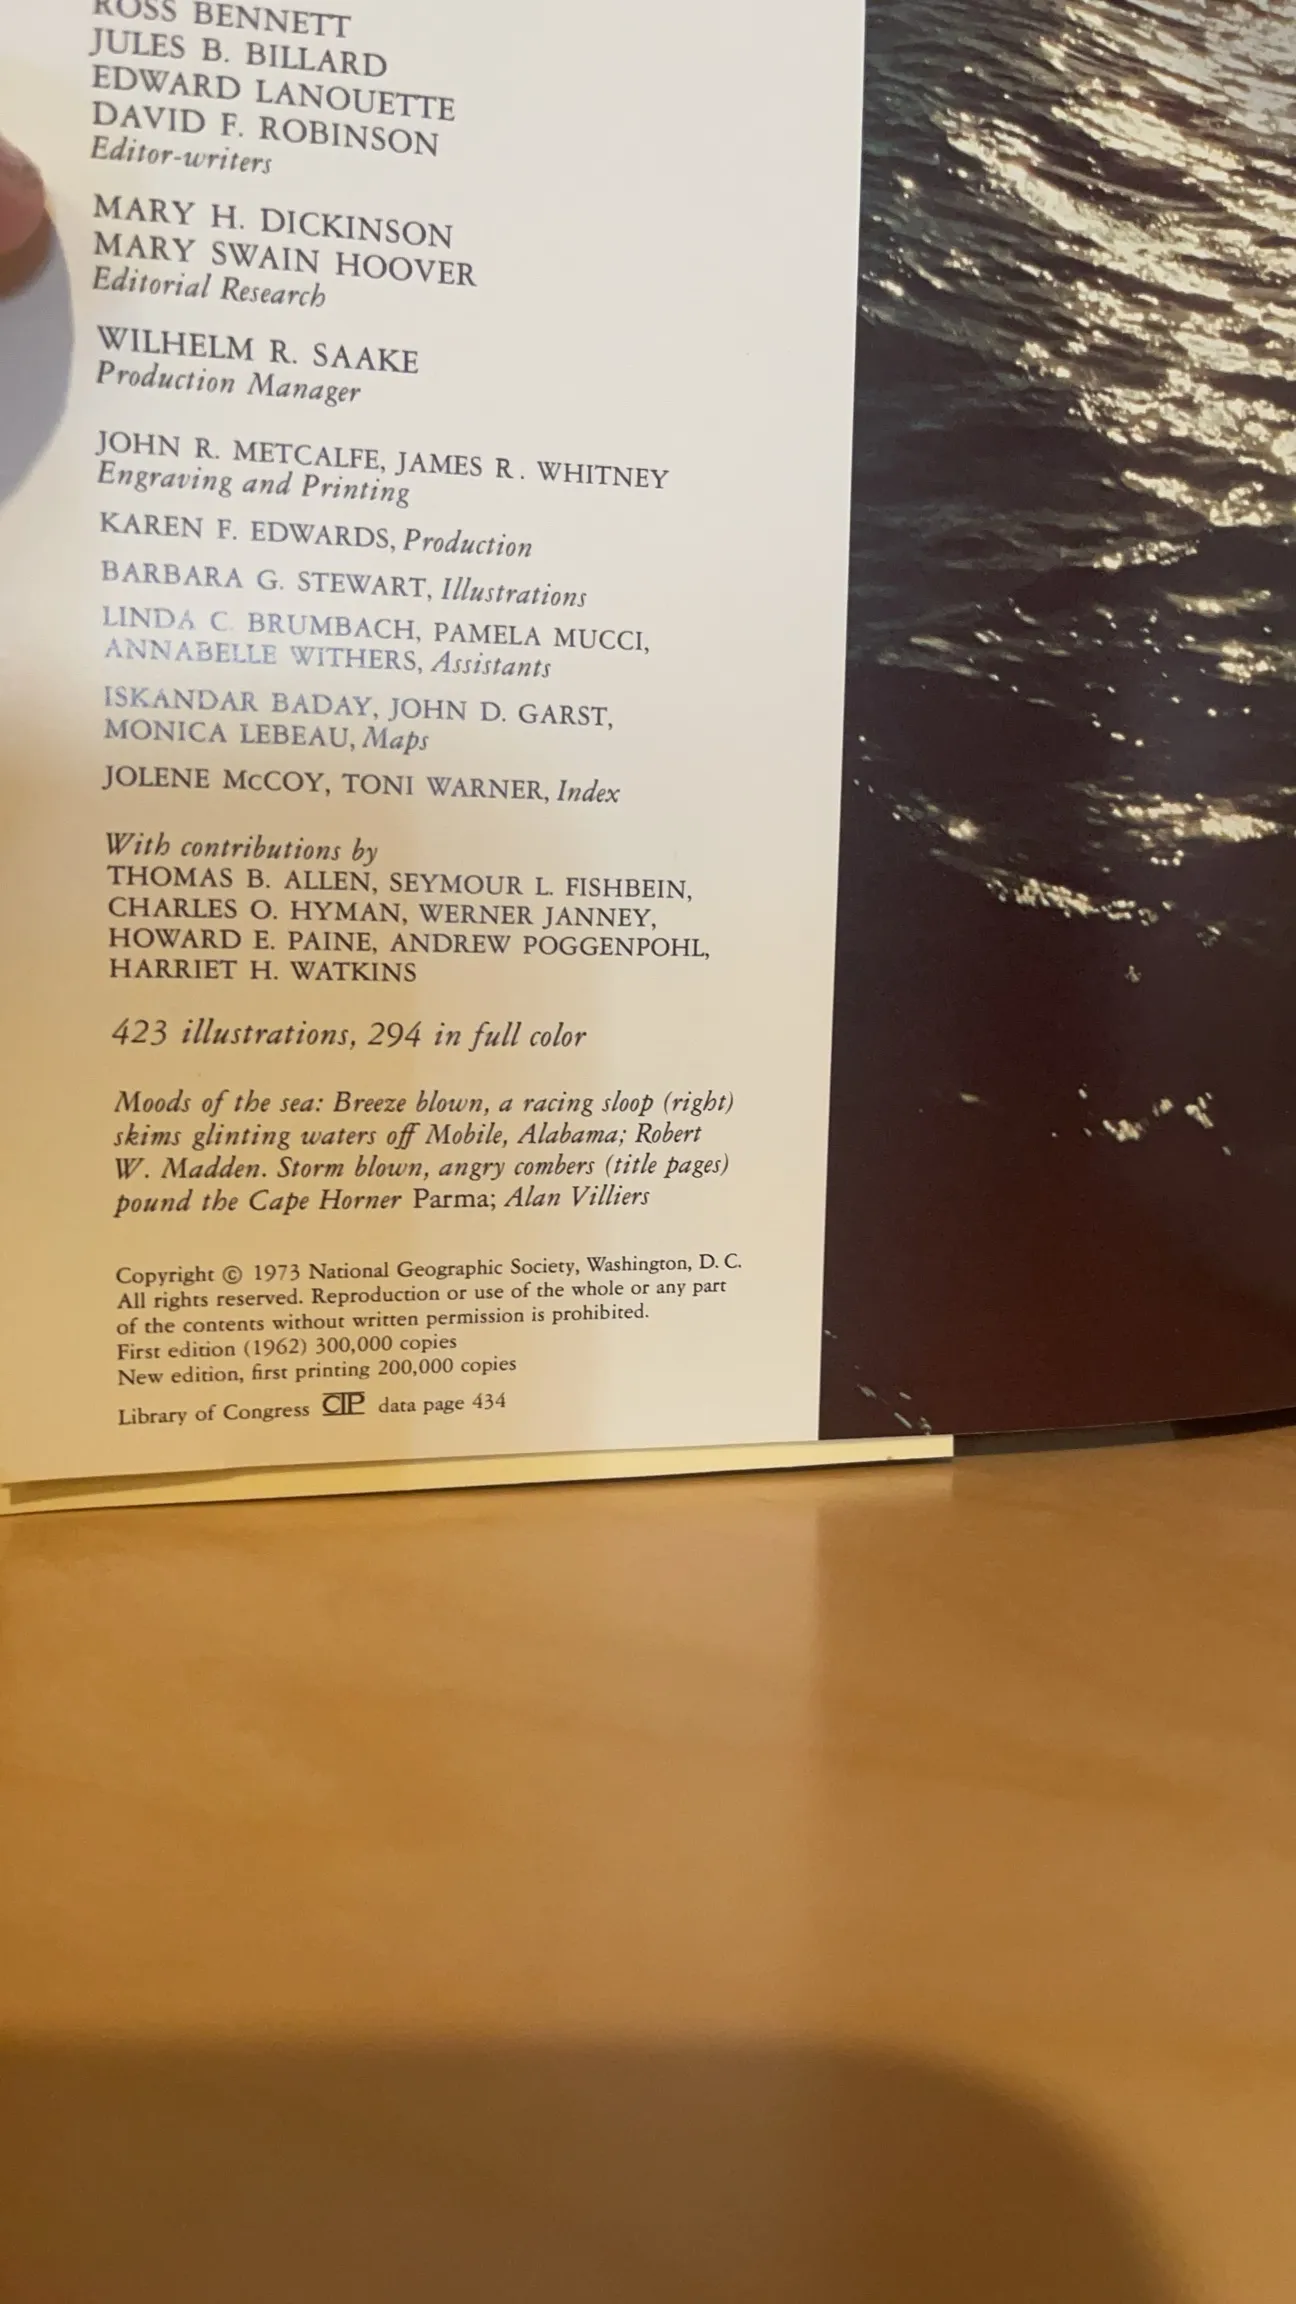 ROSS BENNETT
JULES B. BILLARD
EDWARD LANOUETTE
DAVID F. ROBINSON
Editor-writers
MARY H. DICKINSON
MARY SWAIN HOOVER
Editorial Research
WILHELM R. SAAKE
Production Manager
JOHN R. METCALFE, JAMES R. WHITNEY
Engraving and Printing
KAREN F. EDWARDS, Production
BARBARA G. STEWART, Illustrations
LINDA C. BRUMBACH, PAMELA MUCCI,
ANNABELLE WITHERS, Assistants
ISKANDAR BADAY, JOHN D. GARST,
MONICA LEBEAU, Maps
JOLENE McCOY, TONI WARNER, Index
With contributions by
THOMAS B. ALLEN, SEYMOUR L. FISHBEIN,
CHARLES O. HYMAN, WERNER JANNEY,
HOWARD E. PAINE, ANDREW POGGENPOHL,
HARRIET H. WATKINS
423 illustrations, 294 in full color
Moods of the sea: Breeze blown, a racing sloop (right)
skims glinting waters off Mobile, Alabama; Robert
W. Madden. Storm blown, angry combers (title pages)
pound the Cape Horner Parma; Alan Villiers
Copyright © 1973 National Geographic Society, Washington, D. C.
All rights reserved. Reproduction or use of the whole or any part
of the contents without written permission is prohibited.
First edition (1962) 300,000 copies
New edition, first printing 200,000 copies
Library of Congress CIP data page 434